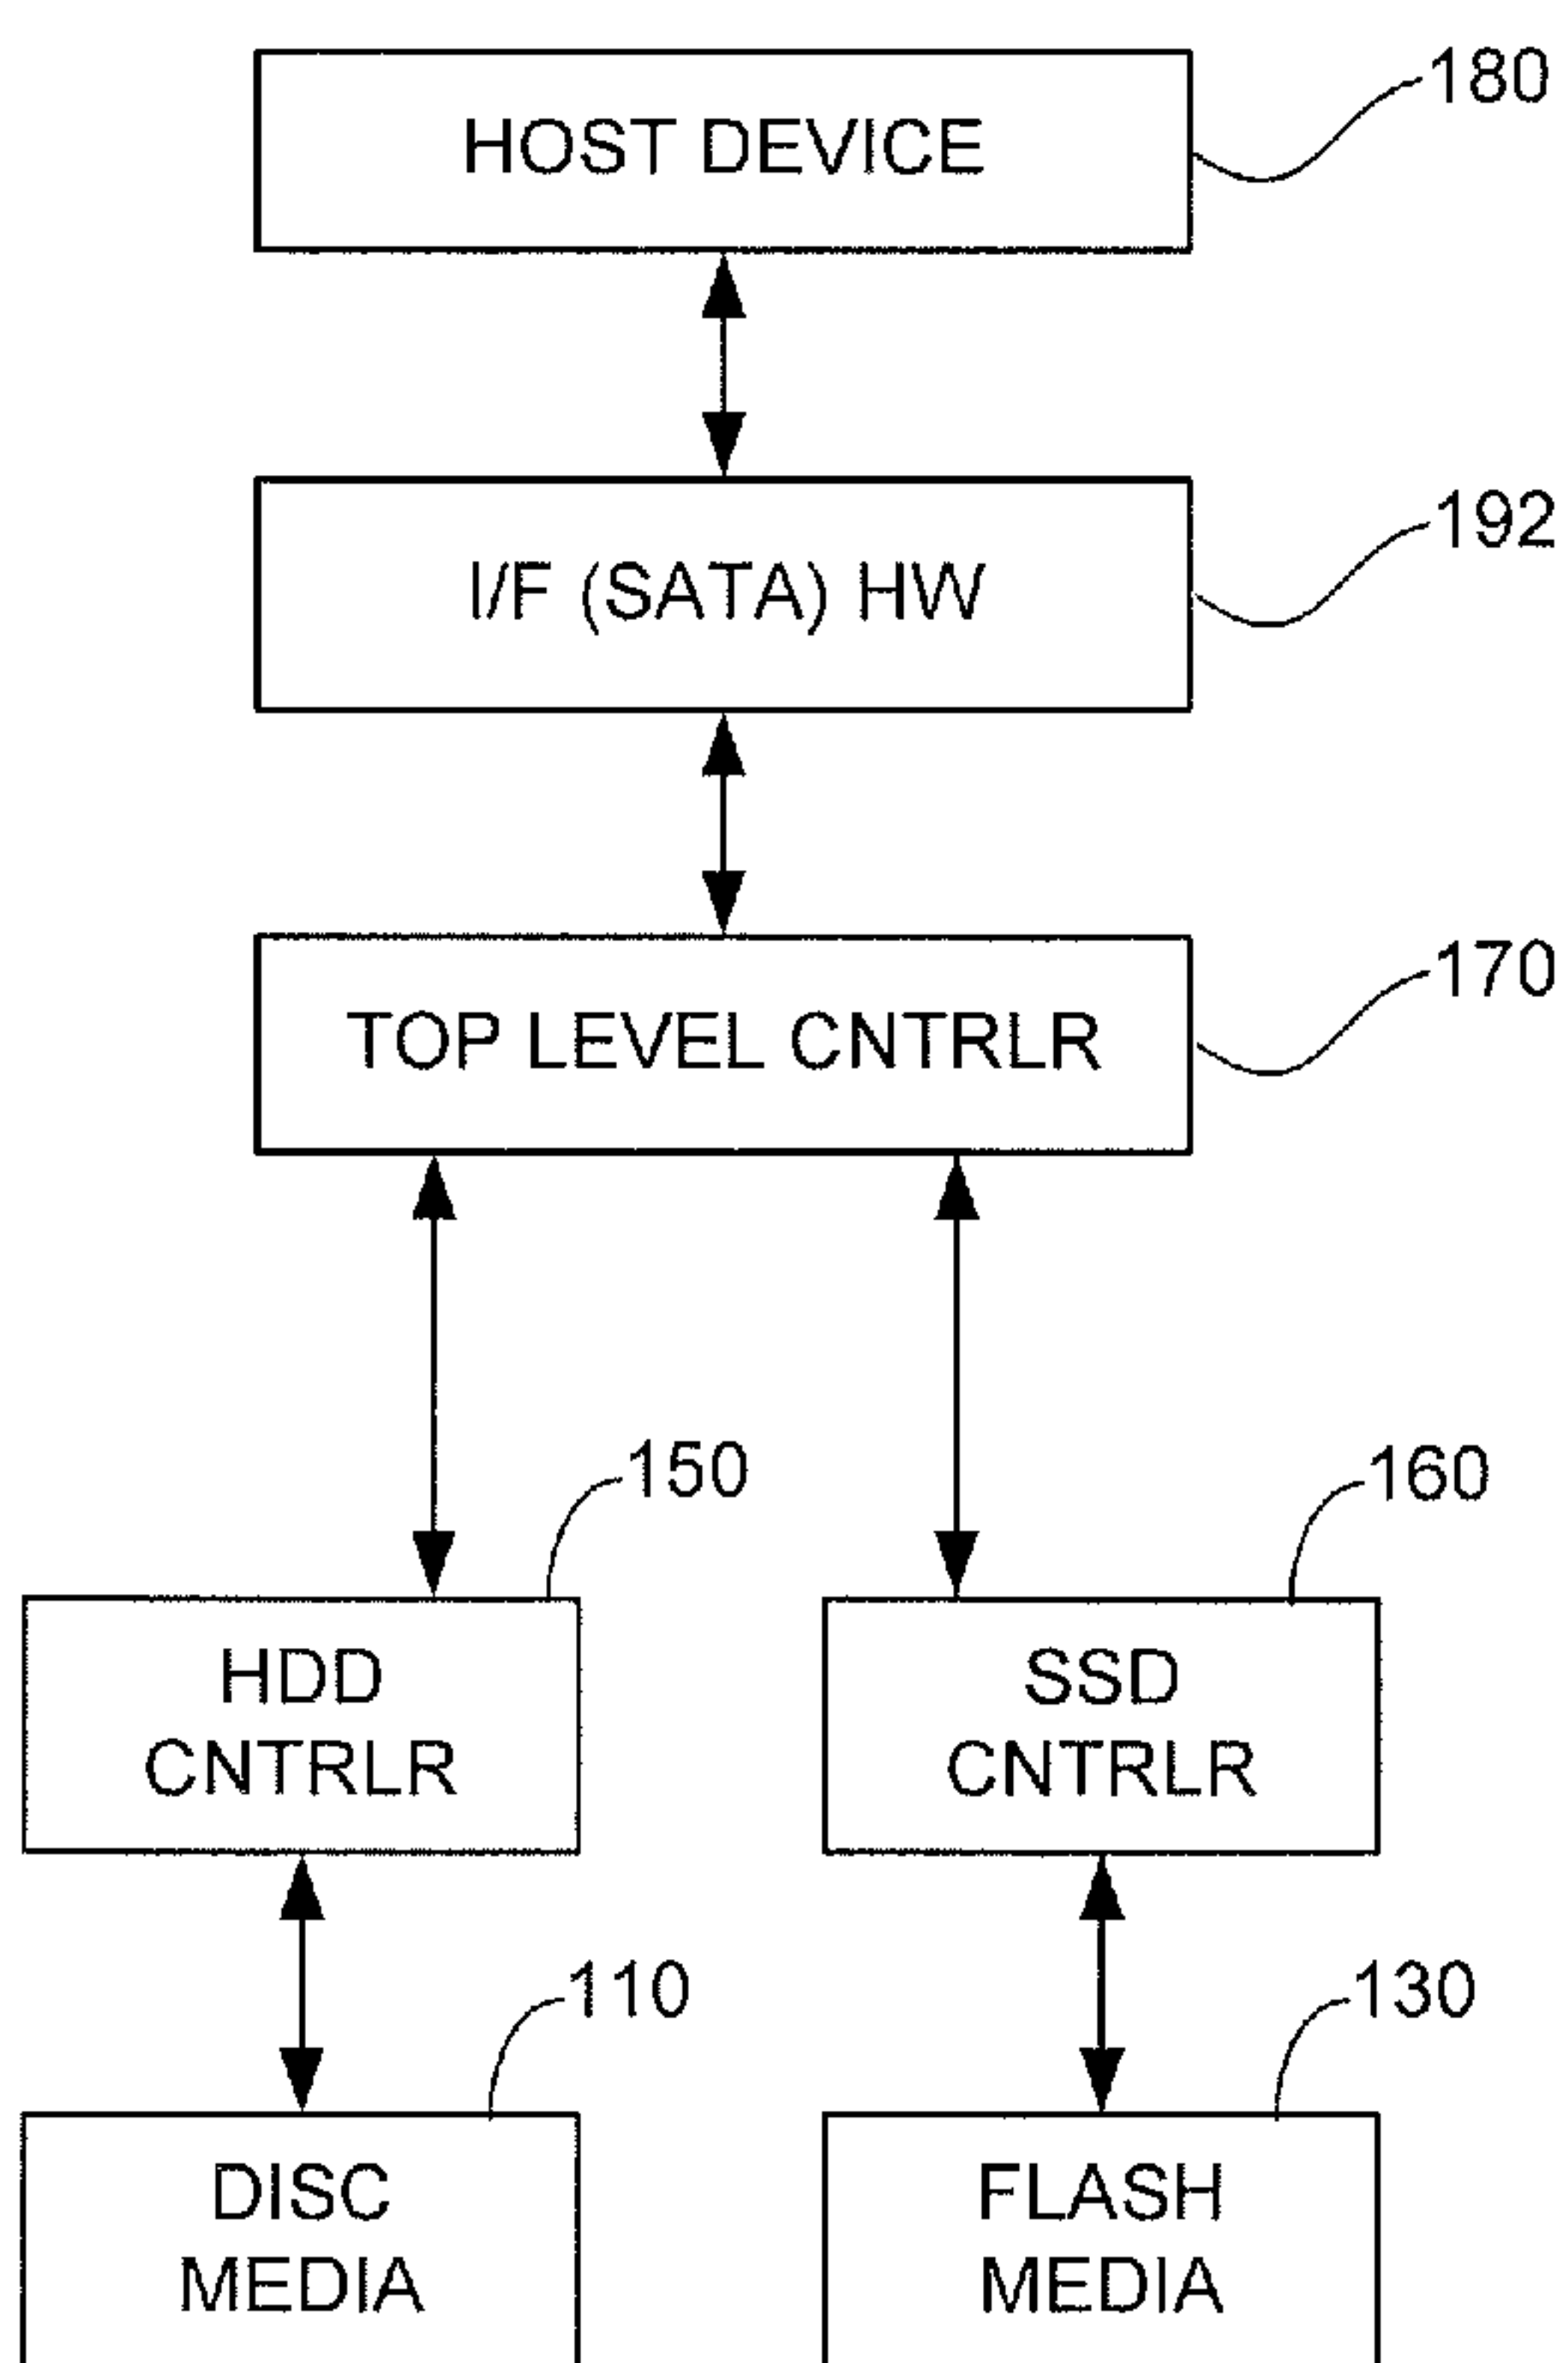 180
HOST DEVICE
192
I/F (SATA) HW
170
TOP LEVEL CNTRLR
150
160
HDD
CNTRLR
SSD
CNTRLR
110
130
DISC
MEDIA
FLASH
MEDIA